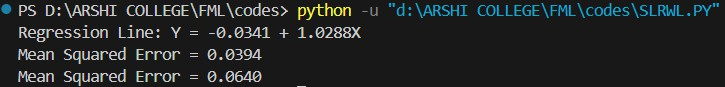 PS D:\ARSHI COLLEGE\FML\codes> python -u "d:\ARSHI COLLEGE\FML\codes\SLRWL.PY"
Regression Line: Y = -0.0341 + 1.0288X
Mean Squared Error = 0.0394
Mean Squared Error = 0.0640